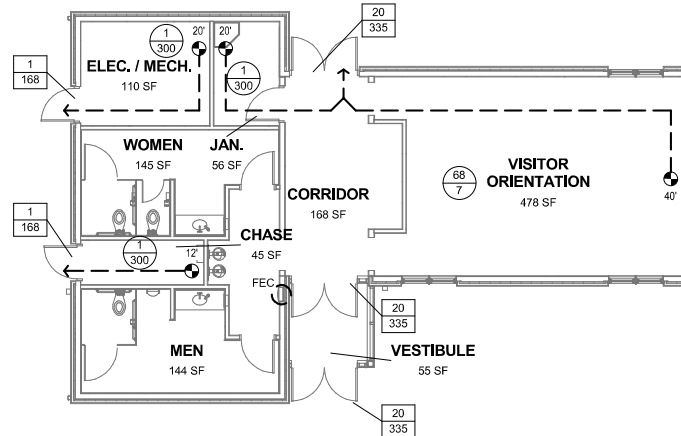 20
335
1
300
20'
20'
1
168
ELEC. / MECH.
110 SF
1
300
WOMEN
145 SF
JAN.
56 SF
CORRIDOR
168 SF
68
7
VISITOR
ORIENTATION
478 SF
40'
1
168
1
300
12'
CHASE
45 SF
FEC
20
335
MEN
144 SF
VESTIBULE
55 SF
20
335